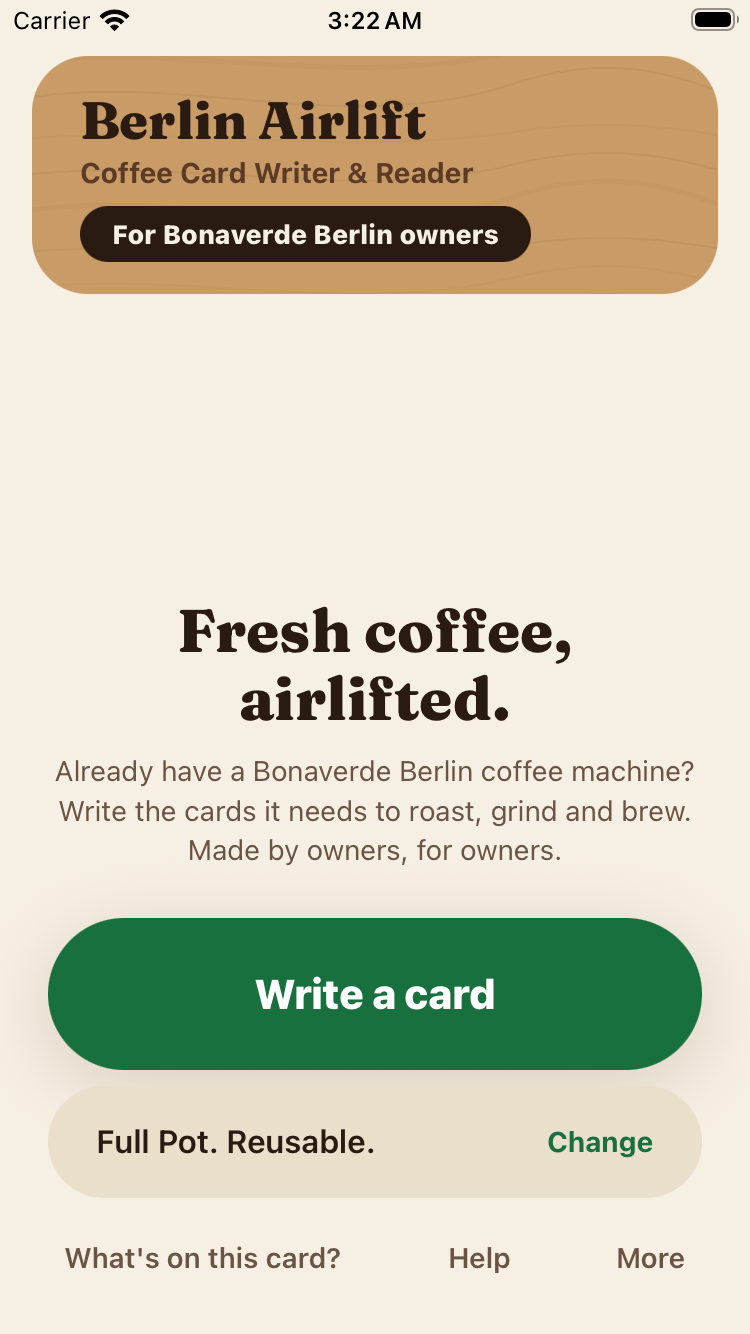 Carrier
3:22 AM
Berlin Airlift
Coffee Card Writer & Reader
For Bonaverde Berlin owners
Fresh coffee,
airlifted.
Already have a Bonaverde Berlin coffee machine?
Write the cards it needs to roast, grind and brew.
Made by owners, for owners.
Write a card
Full Pot. Reusable.
Change
What's on this card?
Help
More